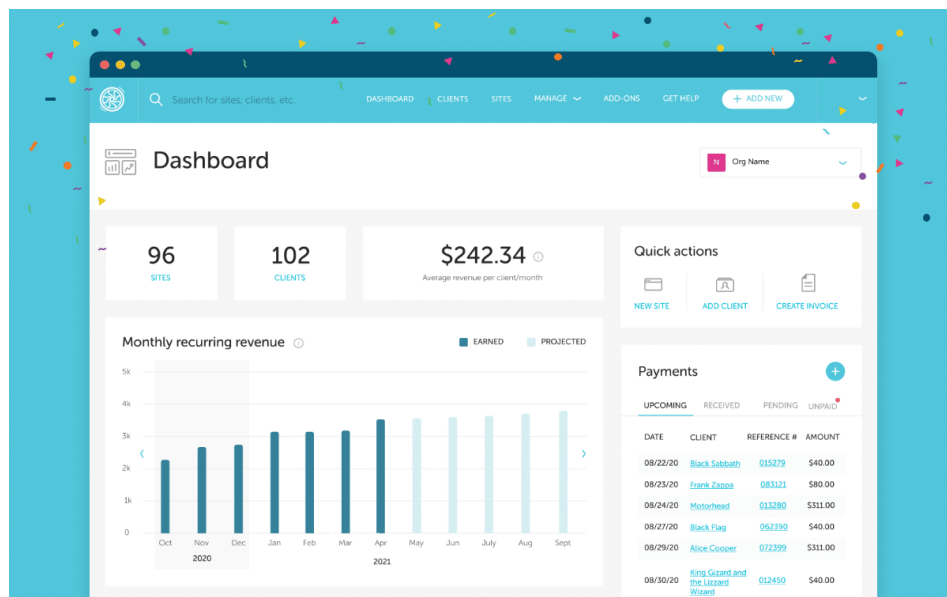 Search for sites, clients, etc.
DASHBOARD
CLIENTS
SITES
MANAGE
ADD-ONS
GET HELP
+ ADD NEW
Dashboard
N Org Name
96
SITES
102
CLIENTS
$242.34
Average revenue per client/month
Quick actions
NEW SITE
ADD CLIENT
CREATE INVOICE
Monthly recurring revenue
EARNED
PROJECTED
5k
4k
3k
2k
1k
0
Oct Nov Dec Jan Feb Mar Apr May Jun July Aug Sept
2020 2021
Payments
UPCOMING RECEIVED PENDING UNPAID
DATE CLIENT REFERENCE # AMOUNT
08/22/20 Black Sabbath 015279 $40.00
08/23/20 Frank Zappa 083121 $80.00
08/24/20 Motorhead 013280 $311.00
08/27/20 Black Flag 062390 $40.00
08/29/20 Alice Cooper 072399 $311.00
King Gizard and
08/30/20 the Lizzard 012450 $40.00
Wizard